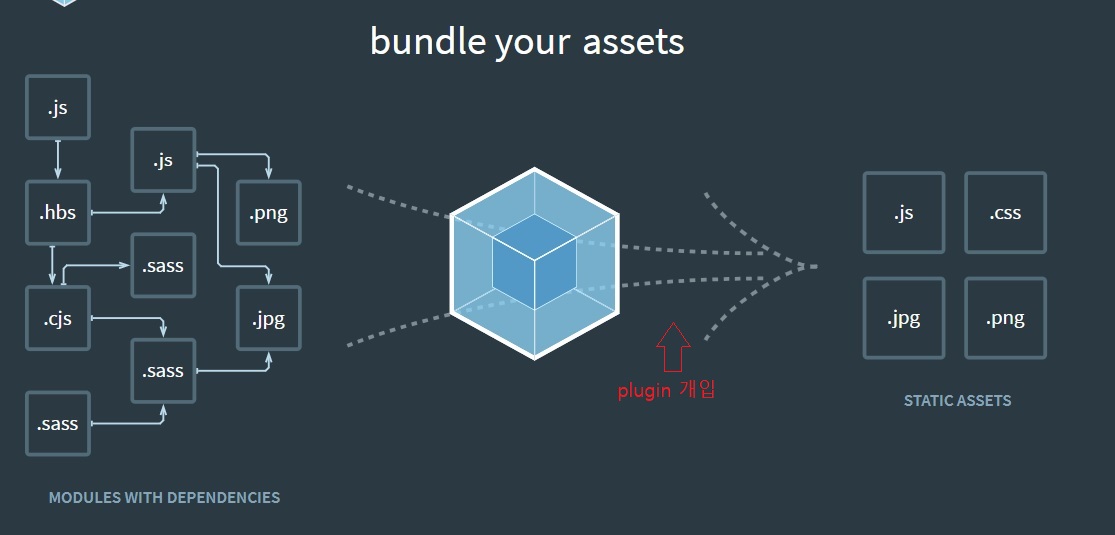 bundle your assets
.js
.js
.hbs
.png
.sass
.cjs
.jpg
.sass
.sass
MODULES WITH DEPENDENCIES
plugin 개입
.js
.css
.jpg
.png
STATIC ASSETS